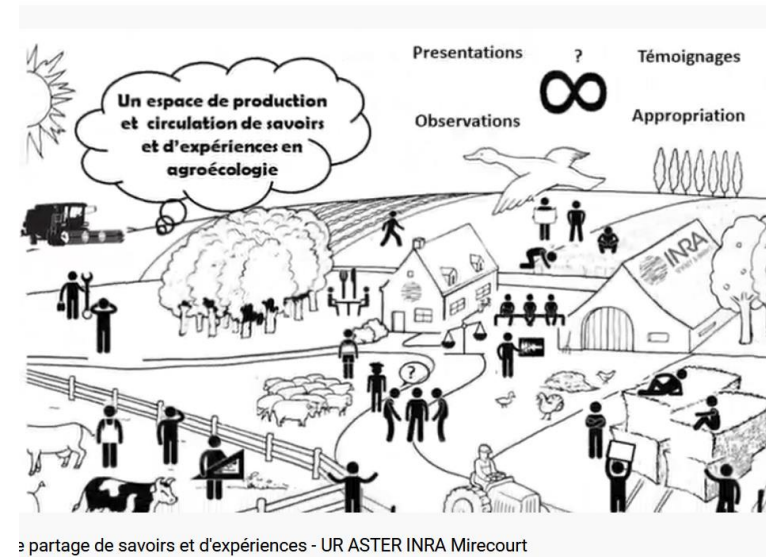 Presentations
?
Témoignages
Un espace de production
et circulation de savoirs
et d'expériences en
agroécologie
Observations
Appropriation
INRA
?
e partage de savoirs et d'expériences - UR ASTER INRA Mirecourt